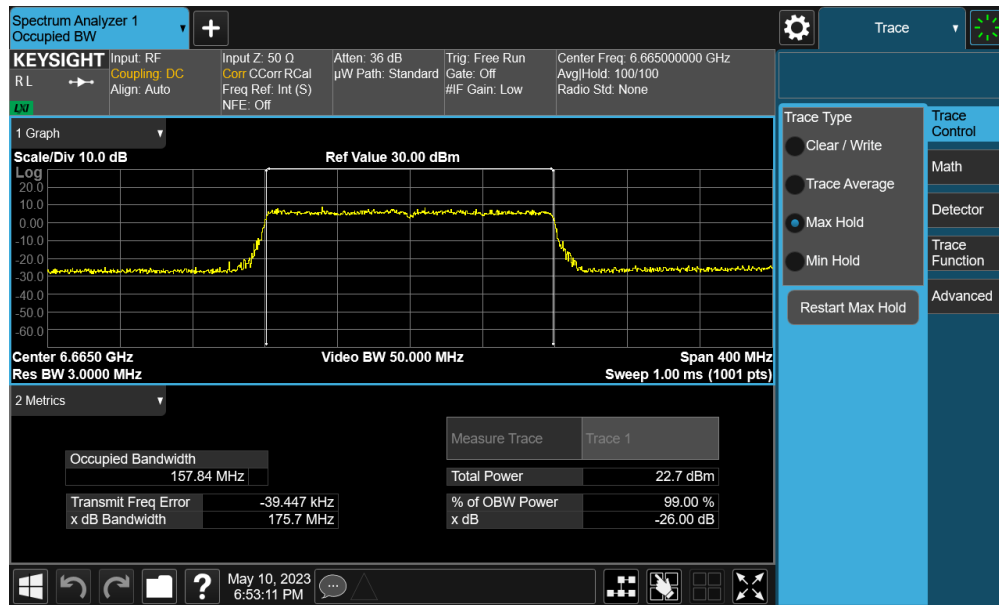 Spectrum Analyzer 1
Occupied BW
Trace
KEYSIGHT
R L
LXI
Input: RF
Coupling: DC
Align: Auto
Input Z: 50 Ω
Corr CCorr RCal
Freq Ref: Int (S)
NFE: Off
Atten: 36 dB
µW Path: Standard
Trig: Free Run
Gate: Off
#IF Gain: Low
Center Freq: 6.665000000 GHz
Avg|Hold: 100/100
Radio Std: None
1 Graph
Scale/Div 10.0 dB
Ref Value 30.00 dBm
Log
20.0
10.0
0.00
-10.0
-20.0
-30.0
-40.0
-50.0
-60.0
Center 6.6650 GHz
Video BW 50.000 MHz
Span 400 MHz
Res BW 3.0000 MHz
Sweep 1.00 ms (1001 pts)
2 Metrics
Measure Trace
Trace 1
Occupied Bandwidth
157.84 MHz
Total Power
22.7 dBm
Transmit Freq Error
-39.447 kHz
% of OBW Power
99.00 %
x dB Bandwidth
175.7 MHz
x dB
-26.00 dB
Trace Type
Clear / Write
Trace Average
Max Hold
Min Hold
Restart Max Hold
Trace
Control
Math
Detector
Trace
Function
Advanced
?
May 10, 2023
6:53:11 PM